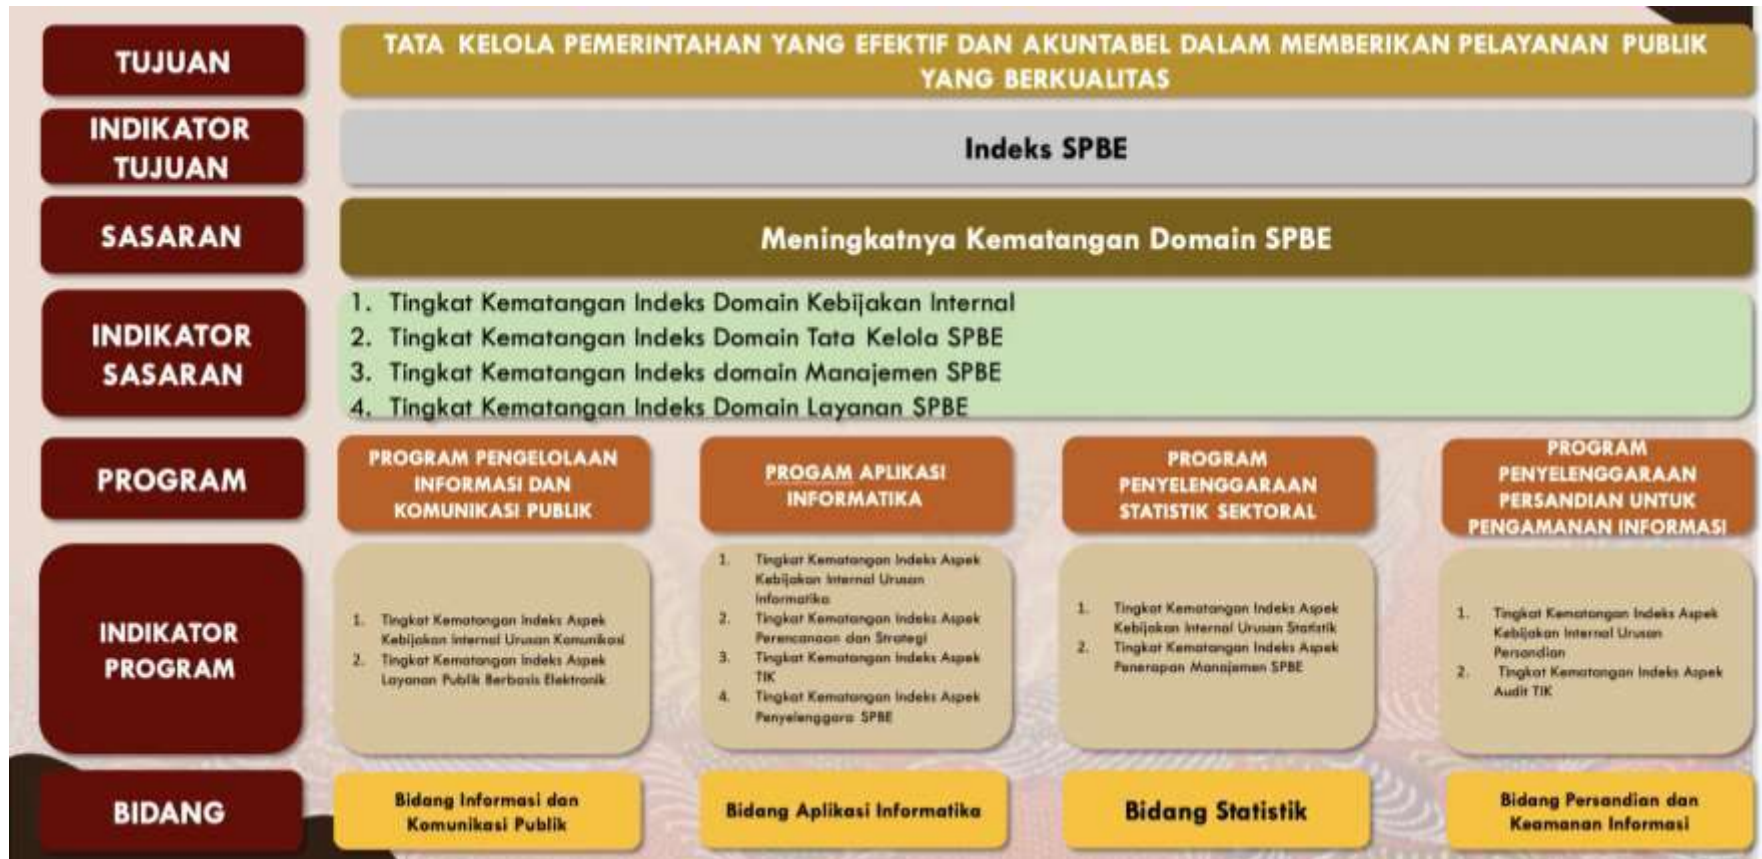 TUJUAN
TATA KELOLA PEMERINTAHAN YANG EFEKTIF DAN AKUNTABEL DALAM MEMBERIKAN PELAYANAN PUBLIK
YANG BERKUALITAS
INDIKATOR
TUJUAN
Indeks SPBE
SASARAN
Meningkatnya Kematangan Domain SPBE
INDIKATOR
SASARAN
1. Tingkat Kematangan Indeks Domain Kebijakan Internal
2. Tingkat Kematangan Indeks Domain Tata Kelola SPBE
3. Tingkat Kematangan Indeks domain Manajemen SPBE
4. Tingkat Kematangan Indeks Domain Layanan SPBE
PROGRAM
PROGRAM PENGELOLAAN
INFORMASI DAN
KOMUNIKASI PUBLIK
PROGAM APLIKASI
INFORMATIKA
PROGRAM
PENYELENGGARAAN
STATISTIK SEKTORAL
PROGRAM
PENYELENGGARAAN
PERSANDIAN UNTUK
PENGAMANAN INFORMASI
INDIKATOR
PROGRAM
1. Tingkat Kematangan Indeks Aspek
Kebijakan Internal Urusan Komunikasi
2. Tingkat Kematangan Indeks Aspek
Layanan Publik Berbasis Elektronik
1. Tingkat Kematangan Indeks Aspek
Kebijakan Internal Urusan
Informatika
2. Tingkat Kematangan Indeks Aspek
Perencanaan dan Strategi
3. Tingkat Kematangan Indeks Aspek
TIK
4. Tingkat Kematangan Indeks Aspek
Penyelenggara SPBE
1. Tingkat Kematangan Indeks Aspek
Kebijakan Internal Urusan Statistik
2. Tingkat Kematangan Indeks Aspek
Penerapan Manajemen SPBE
1. Tingkat Kematangan Indeks Aspek
Kebijakan Internal Urusan
Persandian
2. Tingkat Kematangan Indeks Aspek
Audit TIK
BIDANG
Bidang Informasi dan
Komunikasi Publik
Bidang Aplikasi Informatika
Bidang Statistik
Bidang Persandian dan
Keamanan Informasi